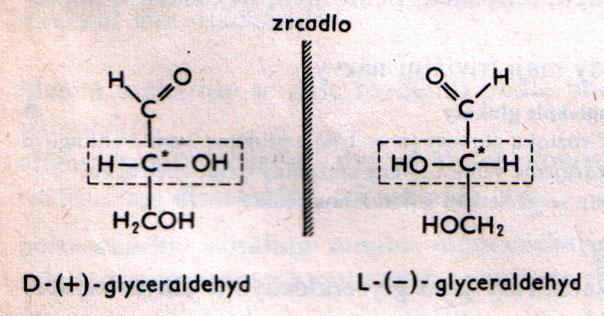 zrcadlo
H O
C
H—C*—OH
H₂COH
D-(+)-glyceraldehyd
O H
C
HO—C*—H
HOCH₂
L-(−)-glyceraldehyd